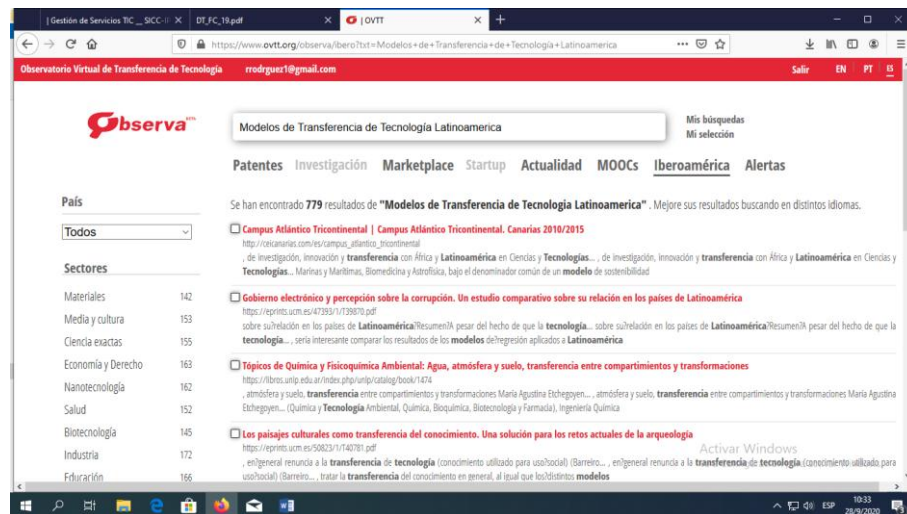 | Gestión de Servicios TIC __ SICC-II
DT_FC_19.pdf
| OVTT
https://www.ovtt.org/observa/ibero?txt=Modelos+de+Transferencia+de+Tecnología+Latinoamerica
Observatorio Virtual de Transferencia de Tecnología rrodrguez1@gmail.com Salir EN PT ES
Observa
Modelos de Transferencia de Tecnología Latinoamerica
Mis búsquedas
Mi selección
Patentes Investigación Marketplace Startup Actualidad MOOCs Iberoamérica Alertas
País
Todos
Sectores
Materiales 142
Media y cultura 153
Ciencia exactas 155
Economía y Derecho 163
Nanotecnología 162
Salud 152
Biotecnología 145
Industria 172
Educación 166
Se han encontrado 779 resultados de "Modelos de Transferencia de Tecnologia Latinoamerica" . Mejore sus resultados buscando en distintos idiomas.
Campus Atlántico Tricontinental | Campus Atlántico Tricontinental. Canarias 2010/2015
http://ceicanarias.com/es/campus_atlantico_tricontinental
, de investigación, innovación y transferencia con África y Latinoamérica en Ciencias y Tecnologías... , de investigación, innovación y transferencia con África y Latinoamérica en Ciencias y
Tecnologías... Marinas y Marítimas, Biomedicina y Astrofísica, bajo el denominador común de un modelo de sostenibilidad
Gobierno electrónico y percepción sobre la corrupción. Un estudio comparativo sobre su relación en los países de Latinoamérica
https://eprints.ucm.es/47393/1/T39870.pdf
sobre su?relación en los países de Latinoamérica?Resumen?A pesar del hecho de que la tecnología... sobre su?relación en los países de Latinoamérica?Resumen?A pesar del hecho de que la
tecnología... , sería interesante comparar los resultados de los modelos de?regresión aplicados a Latinoamérica
Tópicos de Química y Fisicoquímica Ambiental: Agua, atmósfera y suelo, transferencia entre compartimientos y transformaciones
https://libros.unlp.edu.ar/index.php/unlp/catalog/book/1474
, atmósfera y suelo, transferencia entre compartimientos y transformaciones María Agustina Etchegoyen... , atmósfera y suelo, transferencia entre compartimientos y transformaciones María Agustina
Etchegoyen... (Química y Tecnología Ambiental, Química, Bioquímica, Biotecnología y Farmacia), Ingeniería Química
Los paisajes culturales como transferencia del conocimiento. Una solución para los retos actuales de la arqueología
https://eprints.ucm.es/50823/1/T40781.pdf
, en?general renuncia a la transferencia de tecnología (conocimiento utilizado para uso?social) (Barreiro... , en?general renuncia a la transferencia de tecnología (conocimiento utilizado para
uso?social) (Barreiro... , tratar la transferencia del conocimiento en general, al igual que los?distintos modelos
Activar Windows
ESP
10:33
28/9/2020